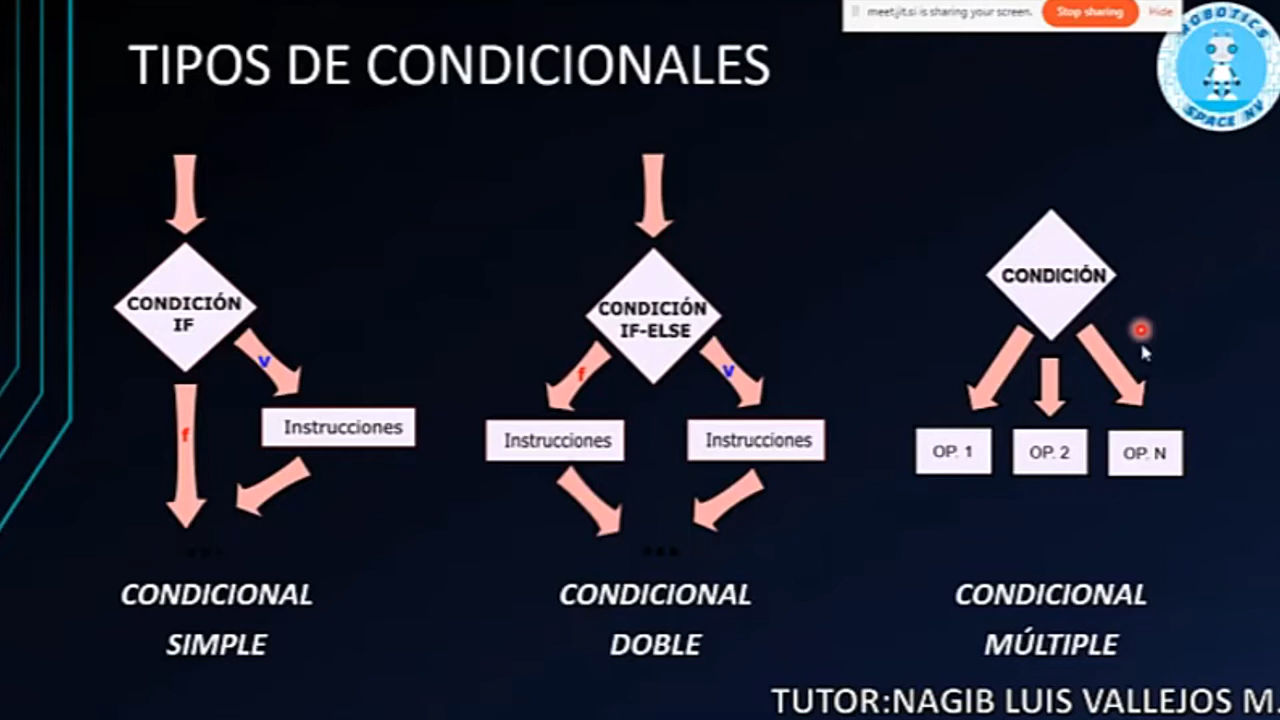 meet.jit.si is sharing your screen.
Stop sharing
Hide
ROBOTICS
SPACE NV
TIPOS DE CONDICIONALES
CONDICIÓN
IF
v
f
Instrucciones
...
CONDICIONAL
SIMPLE
CONDICIÓN
IF-ELSE
f
v
Instrucciones
Instrucciones
...
CONDICIONAL
DOBLE
CONDICIÓN
OP. 1
OP. 2
OP. N
CONDICIONAL
MÚLTIPLE
TUTOR:NAGIB LUIS VALLEJOS M.